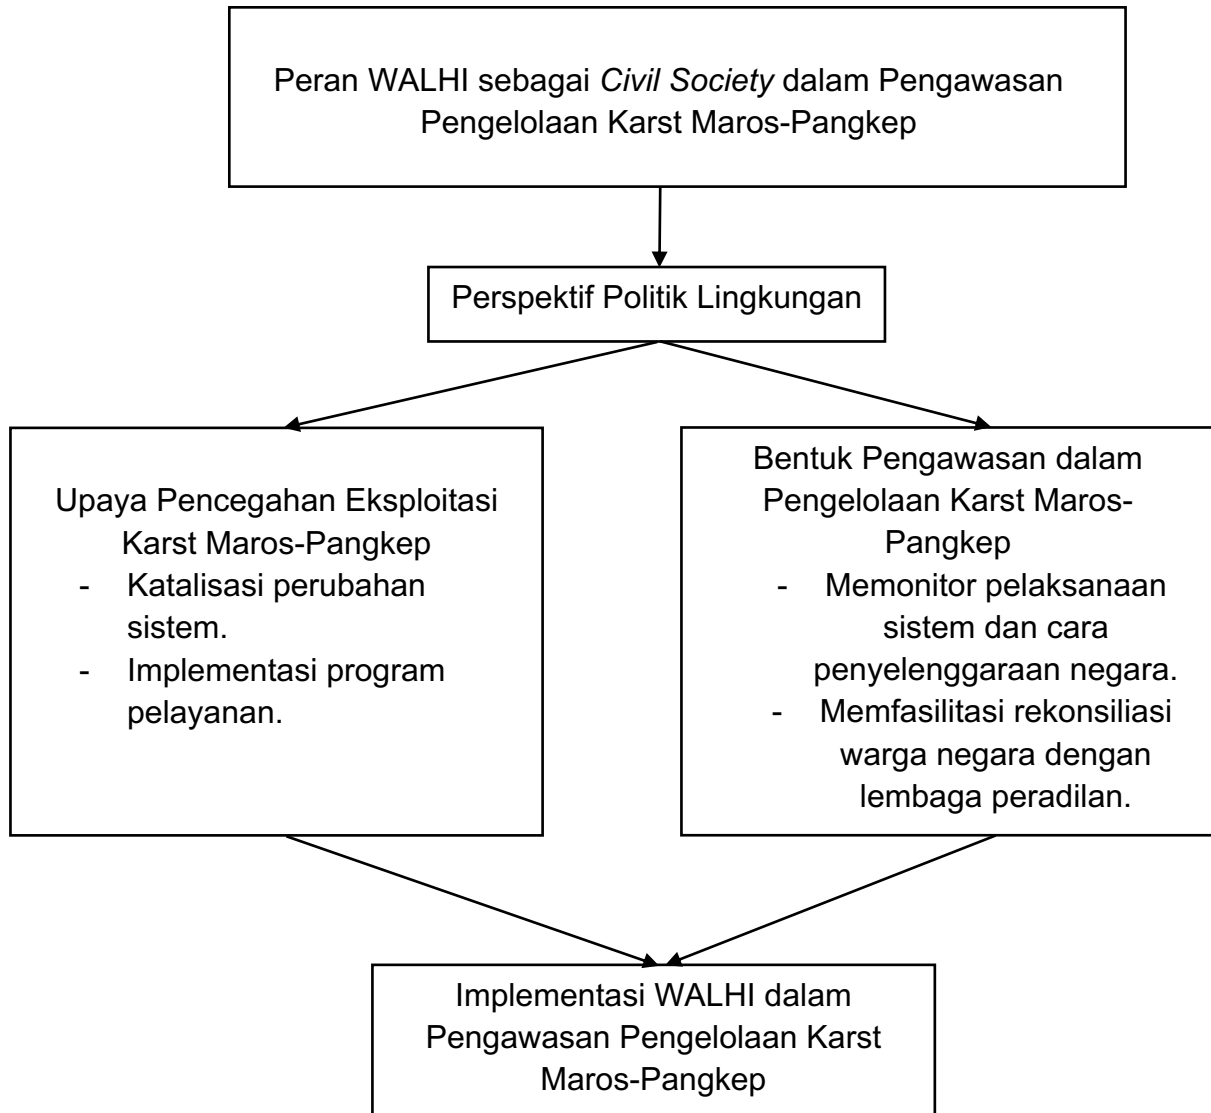 Peran WALHI sebagai Civil Society dalam Pengawasan
Pengelolaan Karst Maros-Pangkep
Perspektif Politik Lingkungan
Upaya Pencegahan Eksploitasi
Karst Maros-Pangkep
- Katalisasi perubahan
sistem.
- Implementasi program
pelayanan.
Bentuk Pengawasan dalam
Pengelolaan Karst Maros-
Pangkep
- Memonitor pelaksanaan
sistem dan cara
penyelenggaraan negara.
- Memfasilitasi rekonsiliasi
warga negara dengan
lembaga peradilan.
Implementasi WALHI dalam
Pengawasan Pengelolaan Karst
Maros-Pangkep